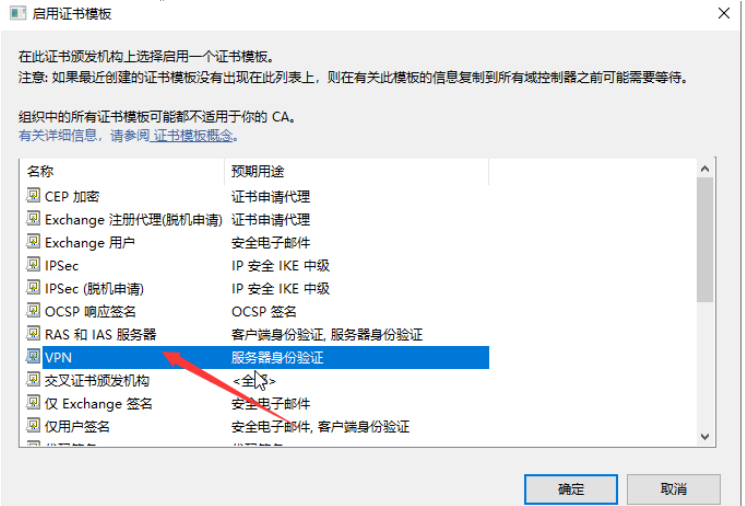 启用证书模板
在此证书颁发机构上选择启用一个证书模板。
注意: 如果最近创建的证书模板没有出现在此列表上，则在有关此模板的信息复制到所有域控制器之前可能需要等待。
组织中的所有证书模板可能都不适用于你的 CA。
有关详细信息，请参阅 证书模板概念。
名称 预期用途
CEP 加密 证书申请代理
Exchange 注册代理(脱机申请) 证书申请代理
Exchange 用户 安全电子邮件
IPSec IP 安全 IKE 中级
IPSec (脱机申请) IP 安全 IKE 中级
OCSP 响应签名 OCSP 签名
RAS 和 IAS 服务器 客户端身份验证, 服务器身份验证
VPN 服务器身份验证
交叉证书颁发机构 <全部>
仅 Exchange 签名 安全电子邮件
仅用户签名 安全电子邮件, 客户端身份验证
确定 取消